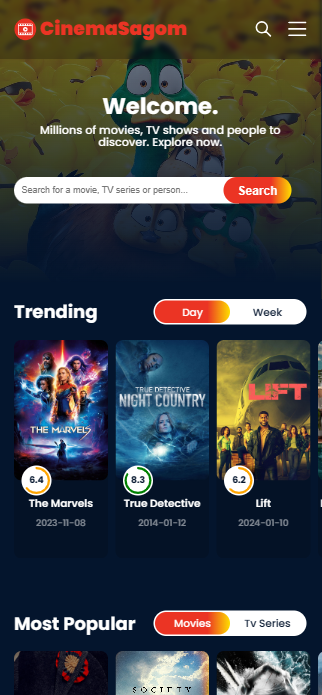 CinemaSagom
Welcome.
Millions of movies, TV shows and people to
discover. Explore now.
Search for a movie, TV series or person...
Search
Trending
Day
Week
THE MARVELS
TRUE DETECTIVE
NIGHT COUNTRY
LIFT
6.4
8.3
6.2
The Marvels
True Detective
Lift
2023-11-08
2014-01-12
2024-01-10
Most Popular
Movies
Tv Series
SOCIETY